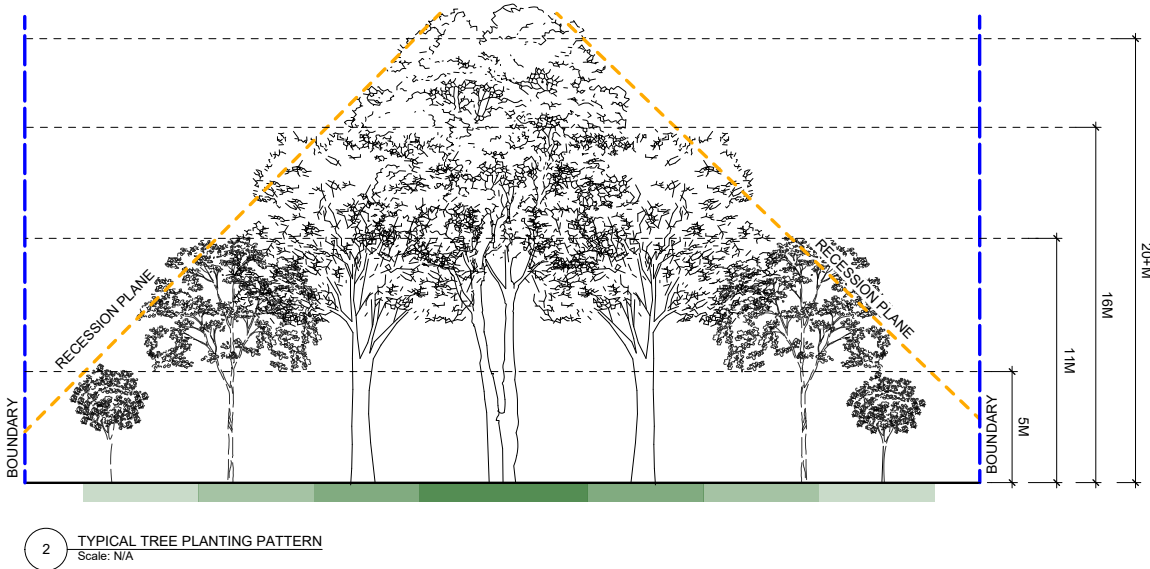 RECESSION PLANE
RECESSION PLANE
BOUNDARY
BOUNDARY
5M
11M
16M
20+M
2
TYPICAL TREE PLANTING PATTERN
Scale: N/A